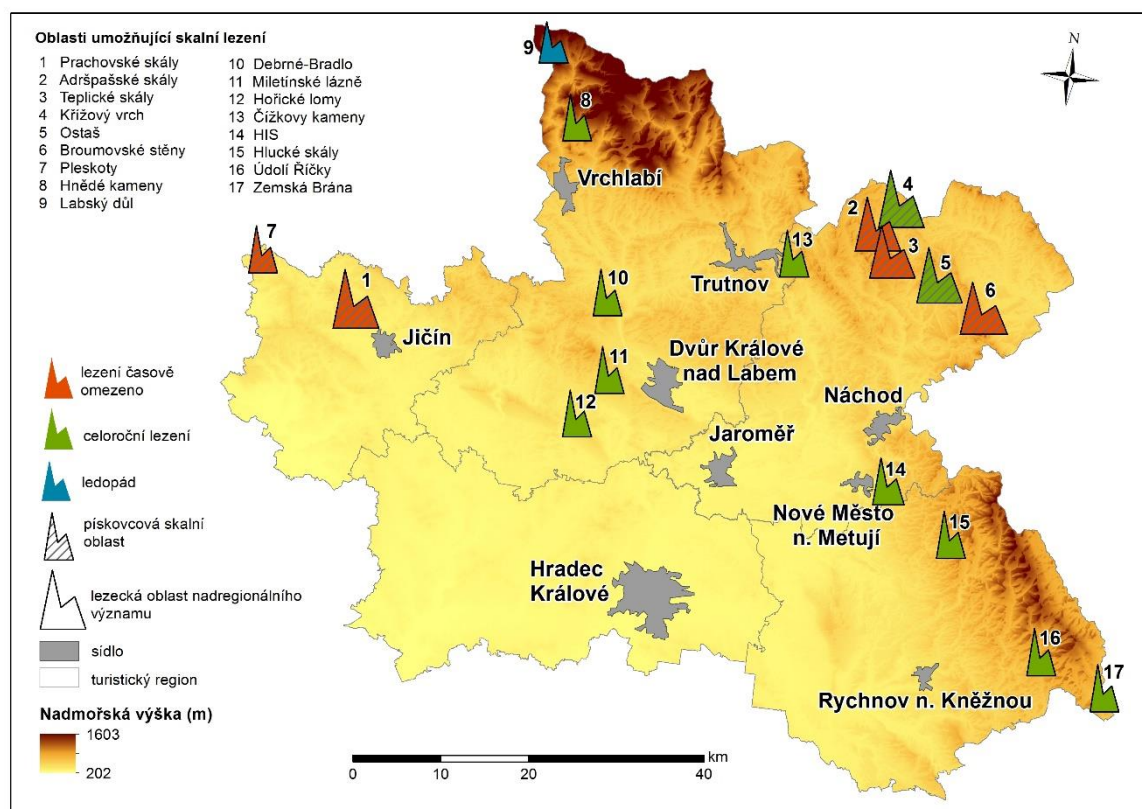 Oblasti umožňující skalní lezení
1 Prachovské skály
2 Adršpašské skály
3 Teplické skály
4 Křížový vrch
5 Ostaš
6 Broumovské stěny
7 Pleskoty
8 Hnědé kameny
9 Labský důl
10 Debrné-Bradlo
11 Miletínské lázně
12 Hořické lomy
13 Čížkovy kameny
14 HIS
15 Hlucké skály
16 Údolí Říčky
17 Zemská Brána
N
9
8
Vrchlabí
4
2
3
7
13
5
Trutnov
10
6
1
Jičín
Dvůr Králové
nad Labem
11
12
Náchod
Jaroměř
14
Nové Město
n. Metují
15
Hradec
Králové
16
17
Rychnov n. Kněžnou
lezení časově
omezeno
celoroční lezení
ledopád
pískovcová skalní
oblast
lezecká oblast nadregionálního
významu
sídlo
turistický region
Nadmořská výška (m)
1603
202
km
0 10 20 40